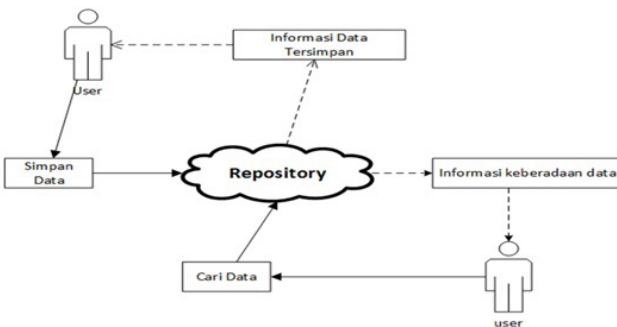 Informasi Data
Tersimpan
User
Simpan
Data
Repository
Informasi keberadaan data
Cari Data
user